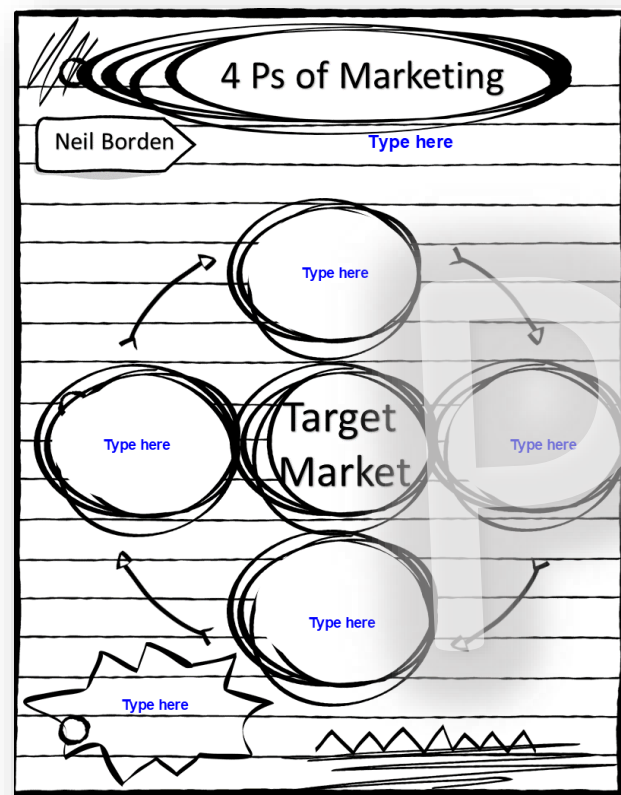 4 Ps of Marketing
Neil Borden
Type here
Type here
Type here
Target
Market
Type here
Type here
Type here
P